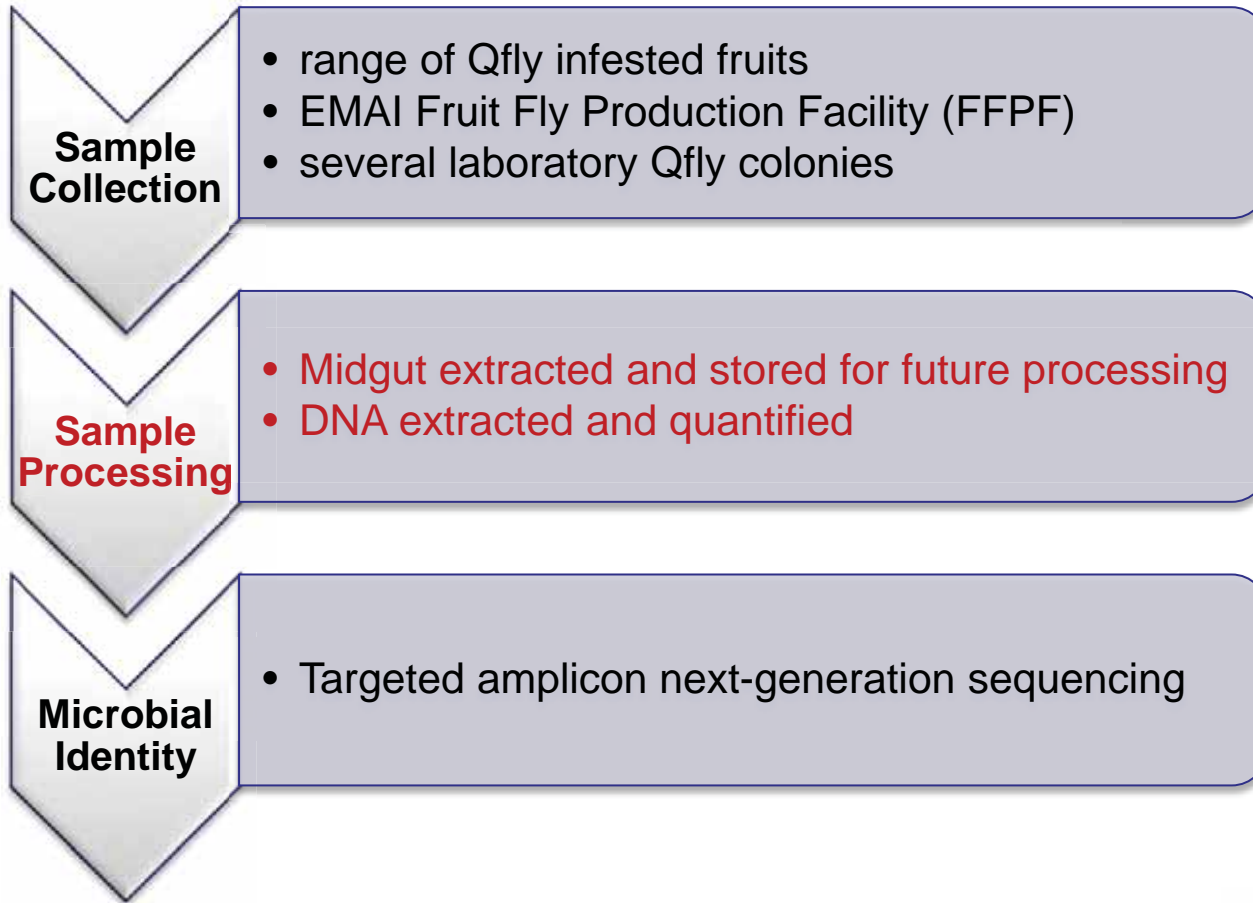 Sample
Collection
• range of Qfly infested fruits
• EMAI Fruit Fly Production Facility (FFPF)
• several laboratory Qfly colonies
Sample
Processing
• Midgut extracted and stored for future processing
• DNA extracted and quantified
Microbial
Identity
• Targeted amplicon next-generation sequencing